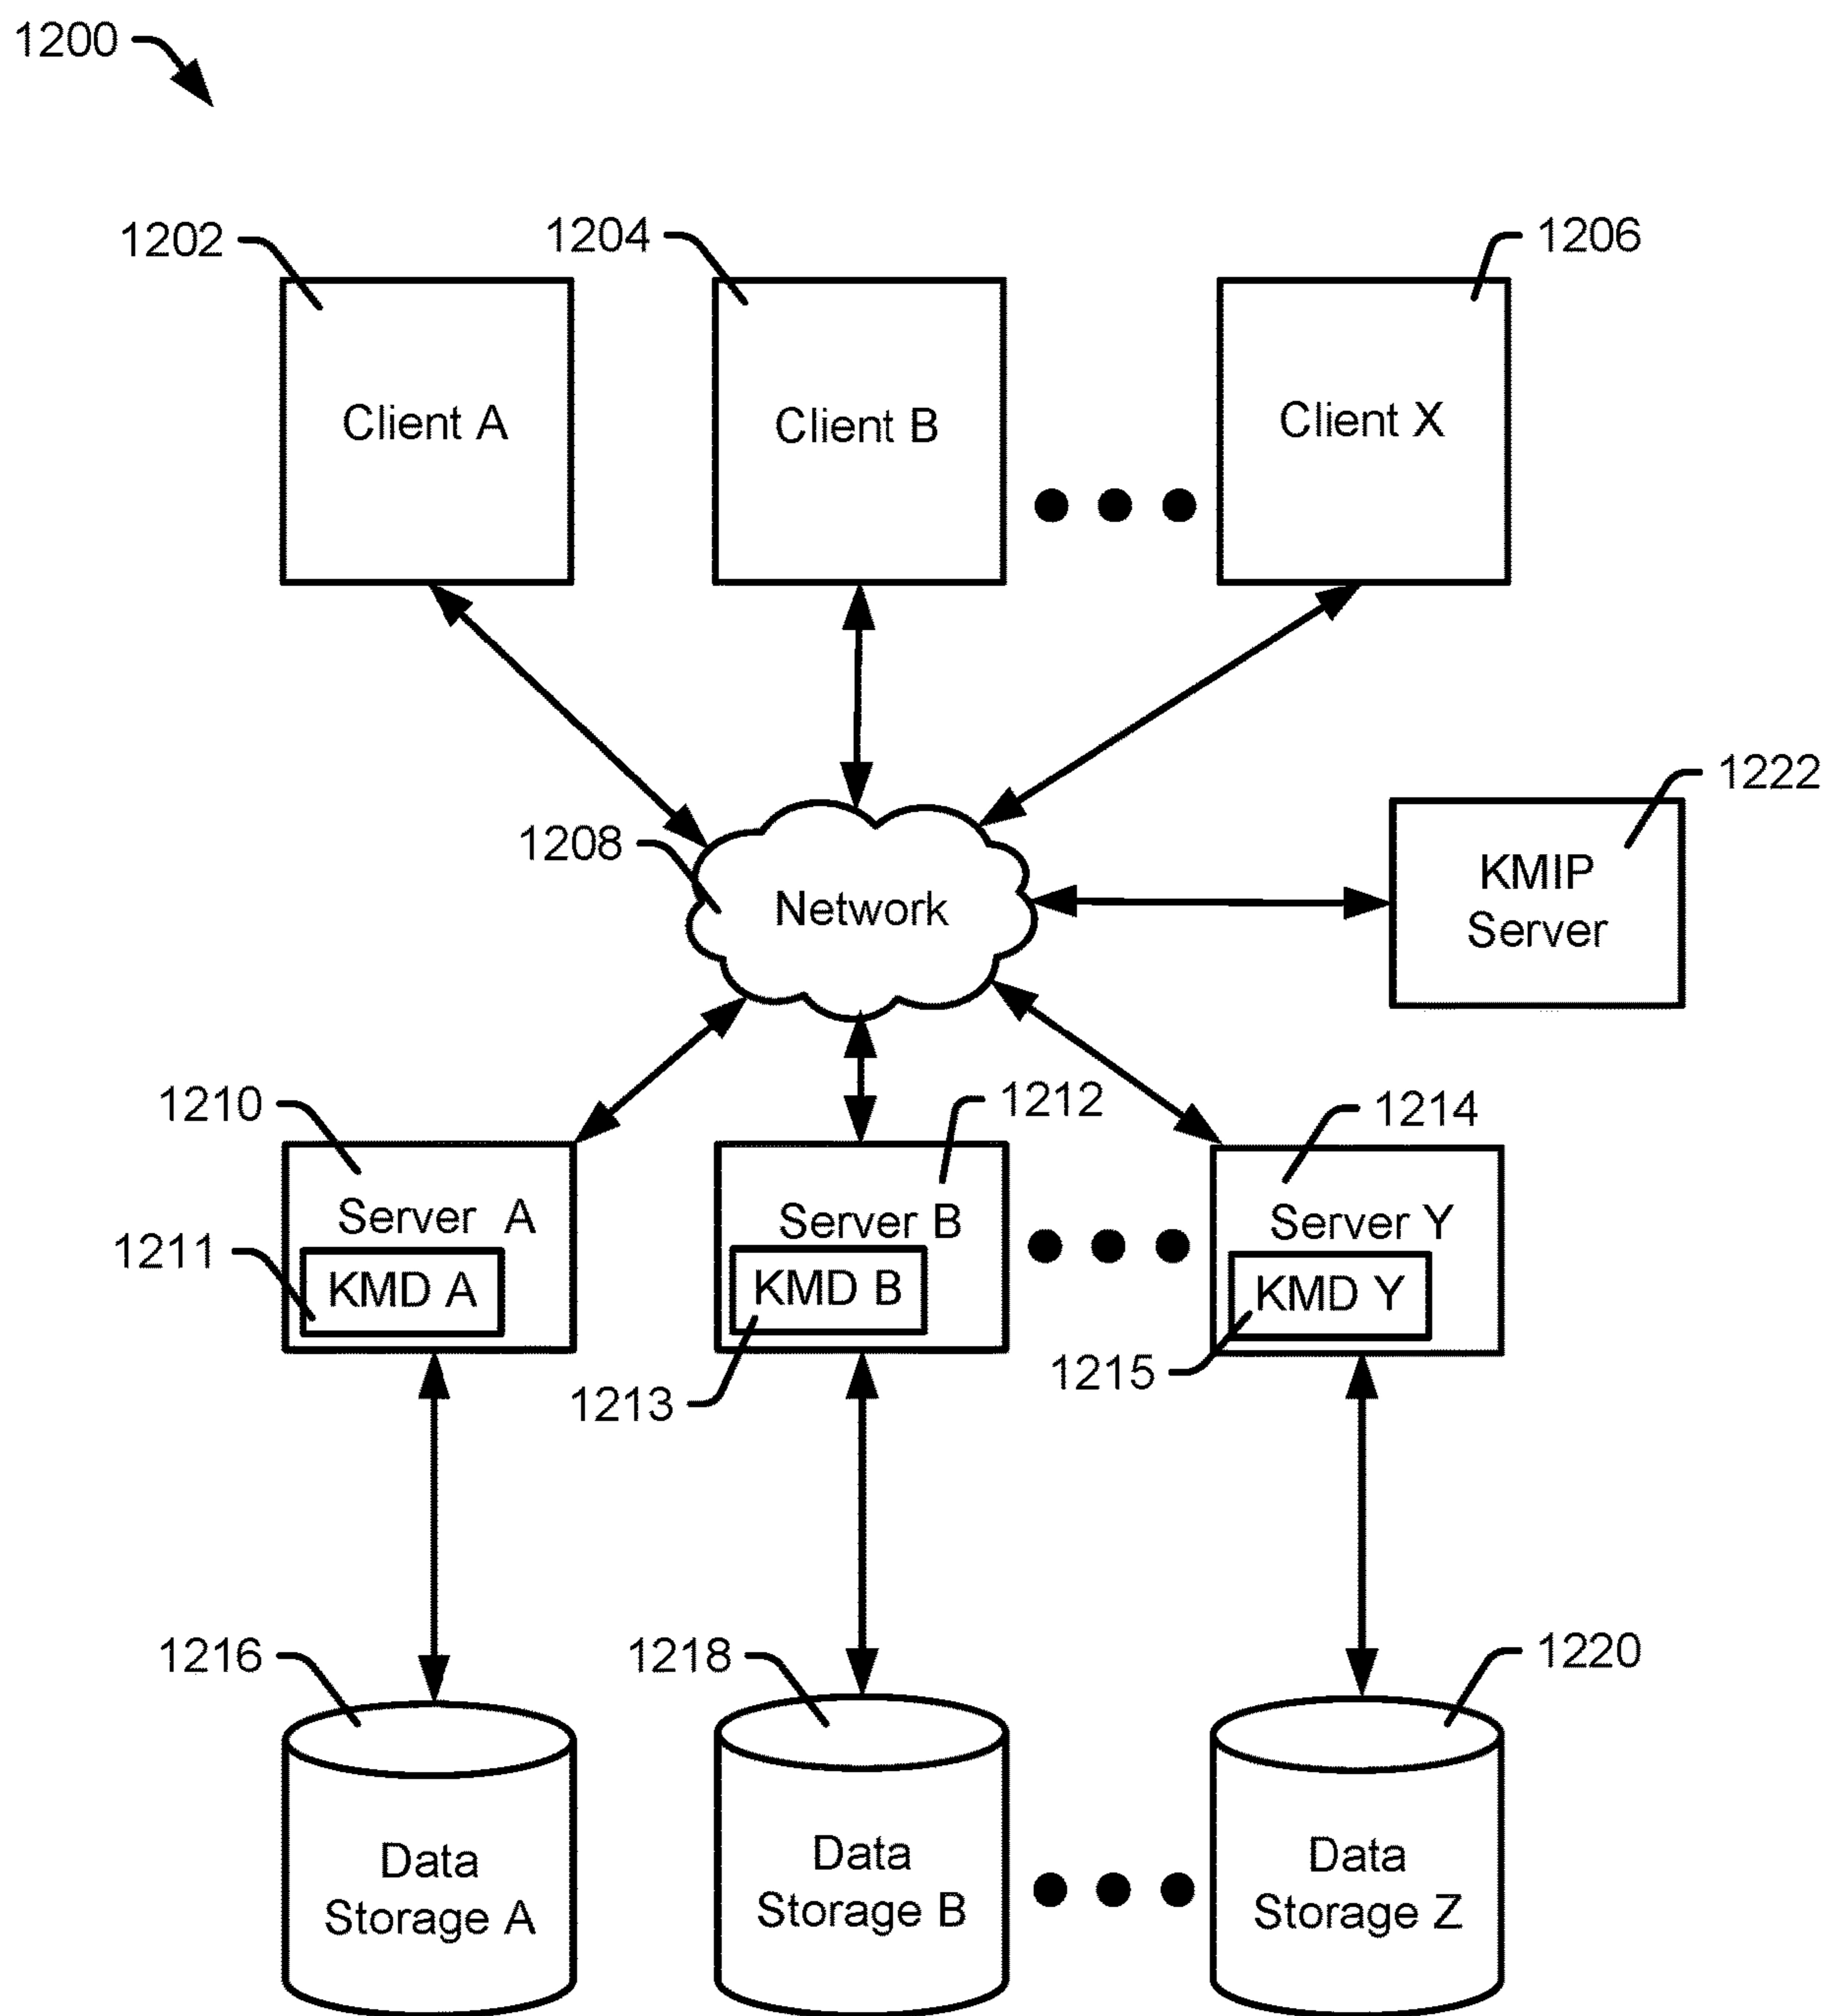 1200
1202
1204
1206
Client A
Client B
Client X
1222
1208
KMIP
Server
Network
1210
1212
1214
Server A
Server B
Server Y
1211
KMD A
KMD B
KMD Y
1213
1215
1216
1218
1220
Data
Storage A
Data
Storage B
Data
Storage Z